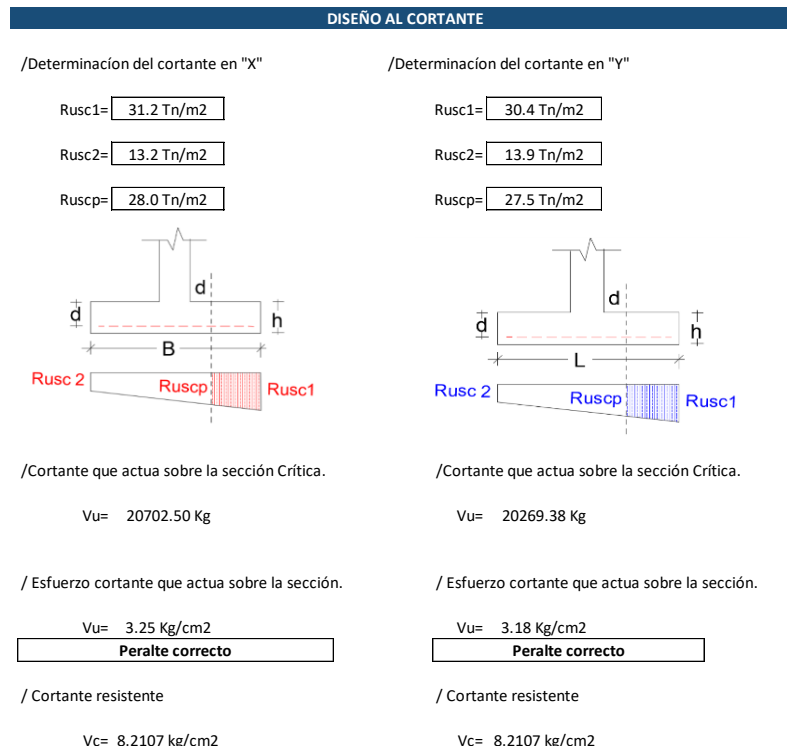 DISEÑO AL CORTANTE
/Determinacíon del cortante en "X"
/Determinacíon del cortante en "Y"
Rusc1= 31.2 Tn/m2
Rusc1= 30.4 Tn/m2
Rusc2= 13.2 Tn/m2
Rusc2= 13.9 Tn/m2
Ruscp= 28.0 Tn/m2
Ruscp= 27.5 Tn/m2
d
d
h
B
Rusc 2
Ruscp
Rusc1
d
d
h
L
Rusc 2
Ruscp
Rusc1
/Cortante que actua sobre la sección Crítica.
/Cortante que actua sobre la sección Crítica.
Vu= 20702.50 Kg
Vu= 20269.38 Kg
/ Esfuerzo cortante que actua sobre la sección.
/ Esfuerzo cortante que actua sobre la sección.
Vu= 3.25 Kg/cm2
Vu= 3.18 Kg/cm2
Peralte correcto
Peralte correcto
/ Cortante resistente
/ Cortante resistente
Vc= 8.2107 kg/cm2
Vc= 8.2107 kg/cm2